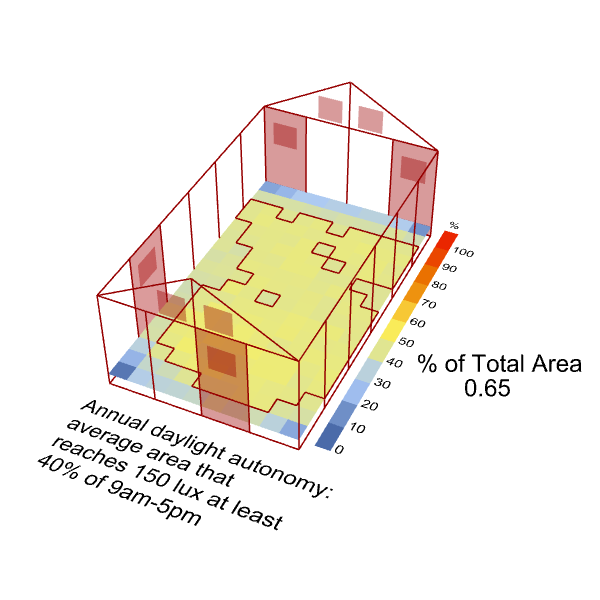 %
100
90
80
70
60
50
40
30
20
10
0
% of Total Area
0.65
Annual daylight autonomy:
average area that
reaches 150 lux at least
40% of 9am-5pm